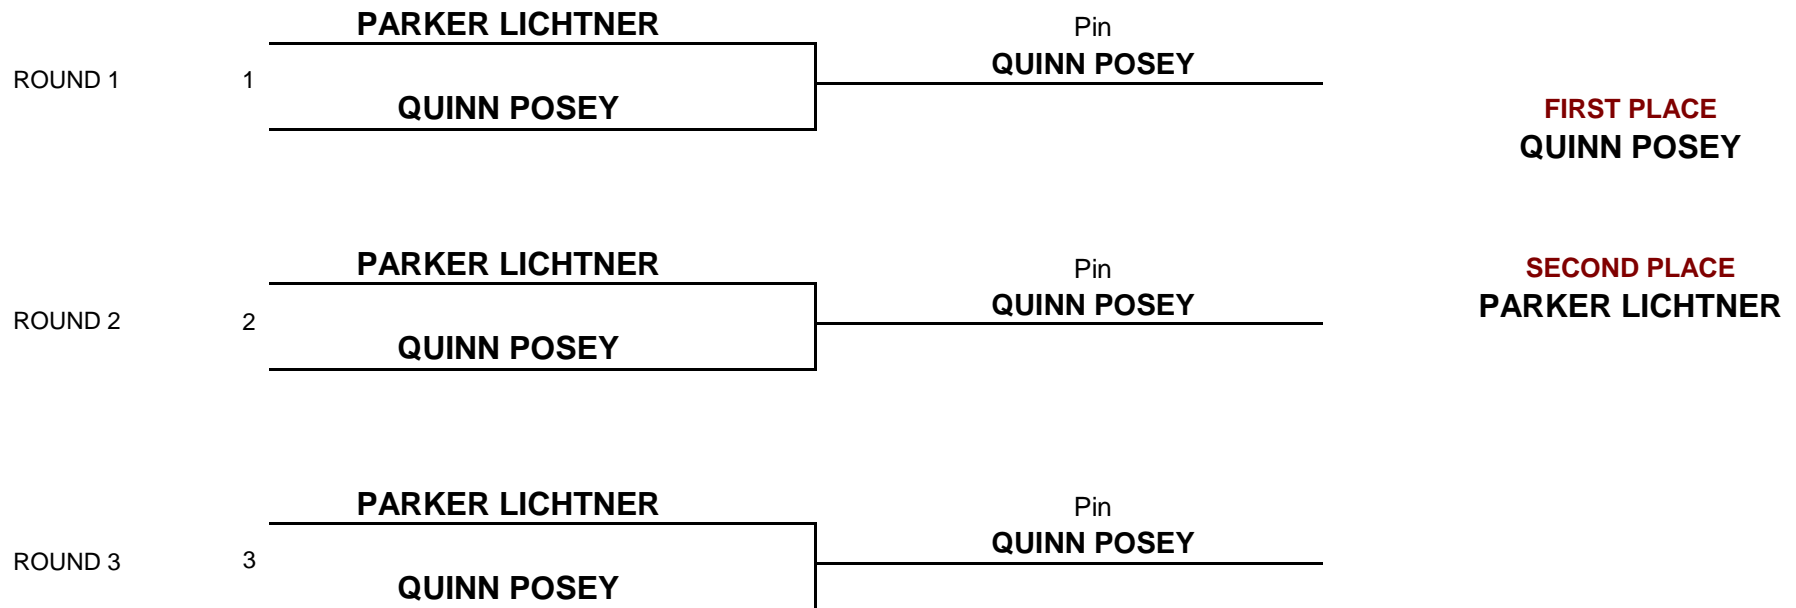 PARKER LICHTNER
Pin
QUINN POSEY
ROUND 1
1
QUINN POSEY
FIRST PLACE
QUINN POSEY
PARKER LICHTNER
Pin
SECOND PLACE
QUINN POSEY
PARKER LICHTNER
ROUND 2
2
QUINN POSEY
PARKER LICHTNER
Pin
QUINN POSEY
ROUND 3
3
QUINN POSEY